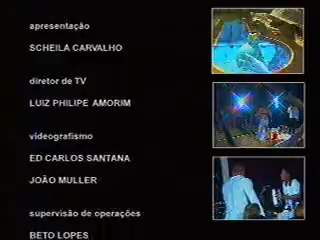 apresentação
SCHEILA CARVALHO
diretor de TV
LUIZ PHILIPE AMORIM
videografismo
ED CARLOS SANTANA
JOÃO MULLER
supervisão de operações
BETO LOPES